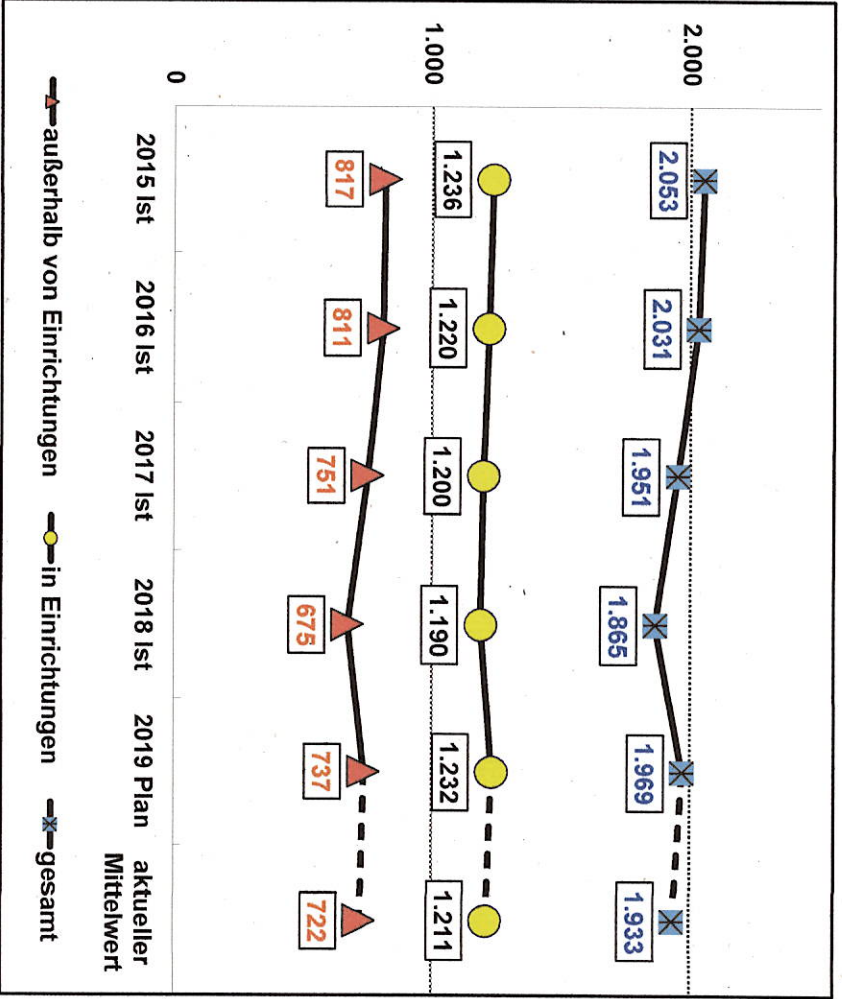 2.000
1.000
0
2.053
2.031
1.951
1.865
1.969
1.933
1.236
1.220
1.200
1.190
1.232
1.211
817
811
751
675
737
722
2015 Ist
2016 Ist
2017 Ist
2018 Ist
2019 Plan
aktueller
Mittelwert
außerhalb von Einrichtungen
in Einrichtungen
gesamt